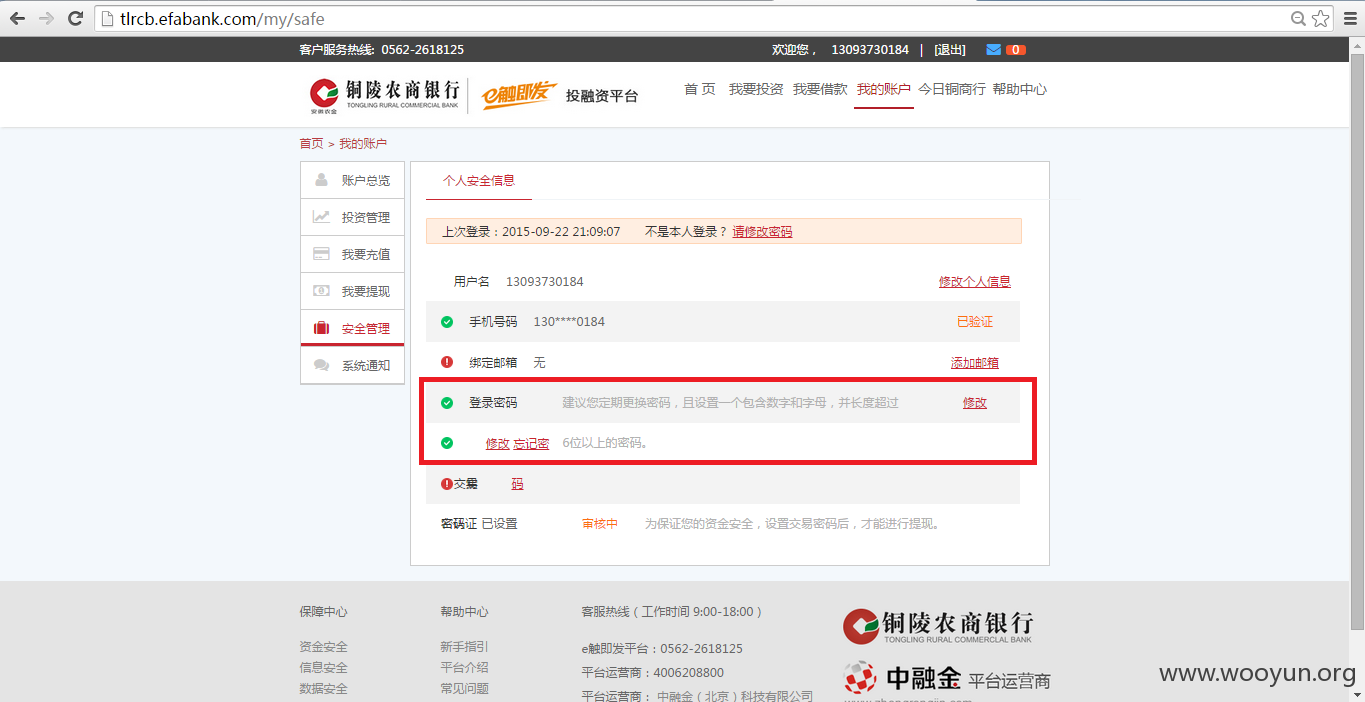 tlrcb.efabank.com/my/safe
客户服务热线: 0562-2618125 欢迎您， 13093730184 | [退出] 0
铜陵农商银行
TONGLING RURAL COMMERCIAL BANK
安徽农金
e触即发 投融资平台
首 页 我要投资 我要借款 我的账户 今日铜商行 帮助中心
首页 > 我的账户
账户总览
投资管理
我要充值
我要提现
安全管理
系统通知
个人安全信息
上次登录：2015-09-22 21:09:07 不是本人登录？ 请修改密码
用户名 13093730184 修改个人信息
手机号码 130****0184 已验证
绑定邮箱 无 添加邮箱
登录密码 建议您定期更换密码，且设置一个包含数字和字母，并长度超过 修改
修改 忘记密 6位以上的密码。
交易 码
密码证 已设置 审核中 为保证您的资金安全，设置交易密码后，才能进行提现。
保障中心 帮助中心 客服热线（工作时间 9:00-18:00）
资金安全 新手指引 e触即发平台：0562-2618125
信息安全 平台介绍 平台运营商：4006208800
数据安全 常见问题 平台运营商： 中融金（北京）科技有限公司
铜陵农商银行
TONGLING RURAL COMMERCLAL BANK
中融金 平台运营商
www.wooyun.org